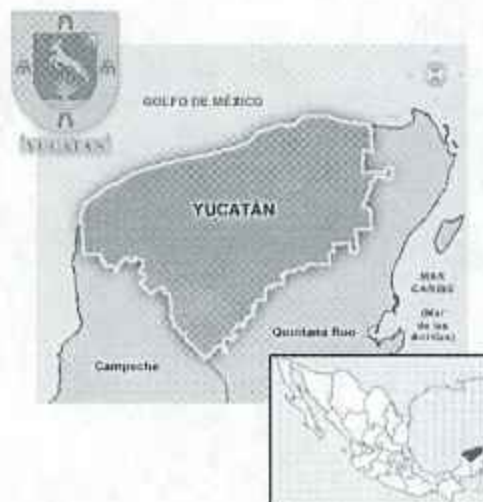 GOLFO DE MÉXICO
YUCATÁN
YUCATÁN
MAR
CARIBE
(Mar
de las
Antillas)
Quintana Roo
Campeche